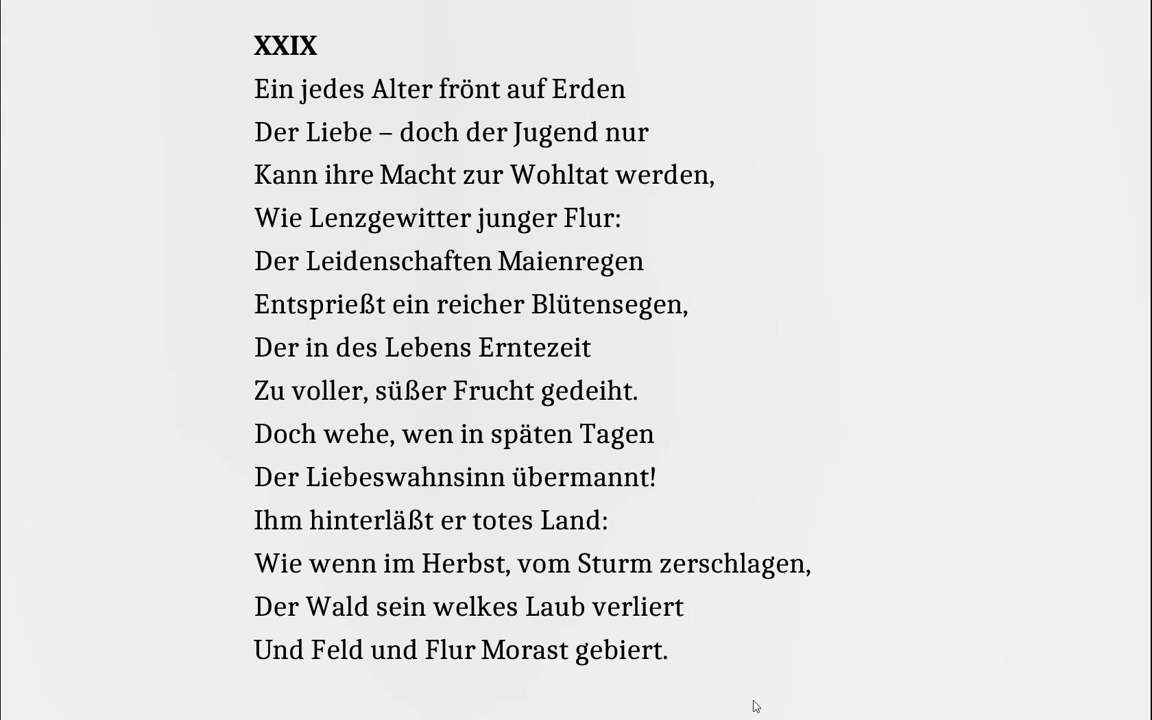 XXIX
Ein jedes Alter frönt auf Erden
Der Liebe – doch der Jugend nur
Kann ihre Macht zur Wohltat werden,
Wie Lenzgewitter junger Flur:
Der Leidenschaften Maienregen
Entsprießt ein reicher Blütensegen,
Der in des Lebens Erntezeit
Zu voller, süßer Frucht gedeiht.
Doch wehe, wen in späten Tagen
Der Liebeswahnsinn übermannt!
Ihm hinterläßt er totes Land:
Wie wenn im Herbst, vom Sturm zerschlagen,
Der Wald sein welkes Laub verliert
Und Feld und Flur Morast gebiert.